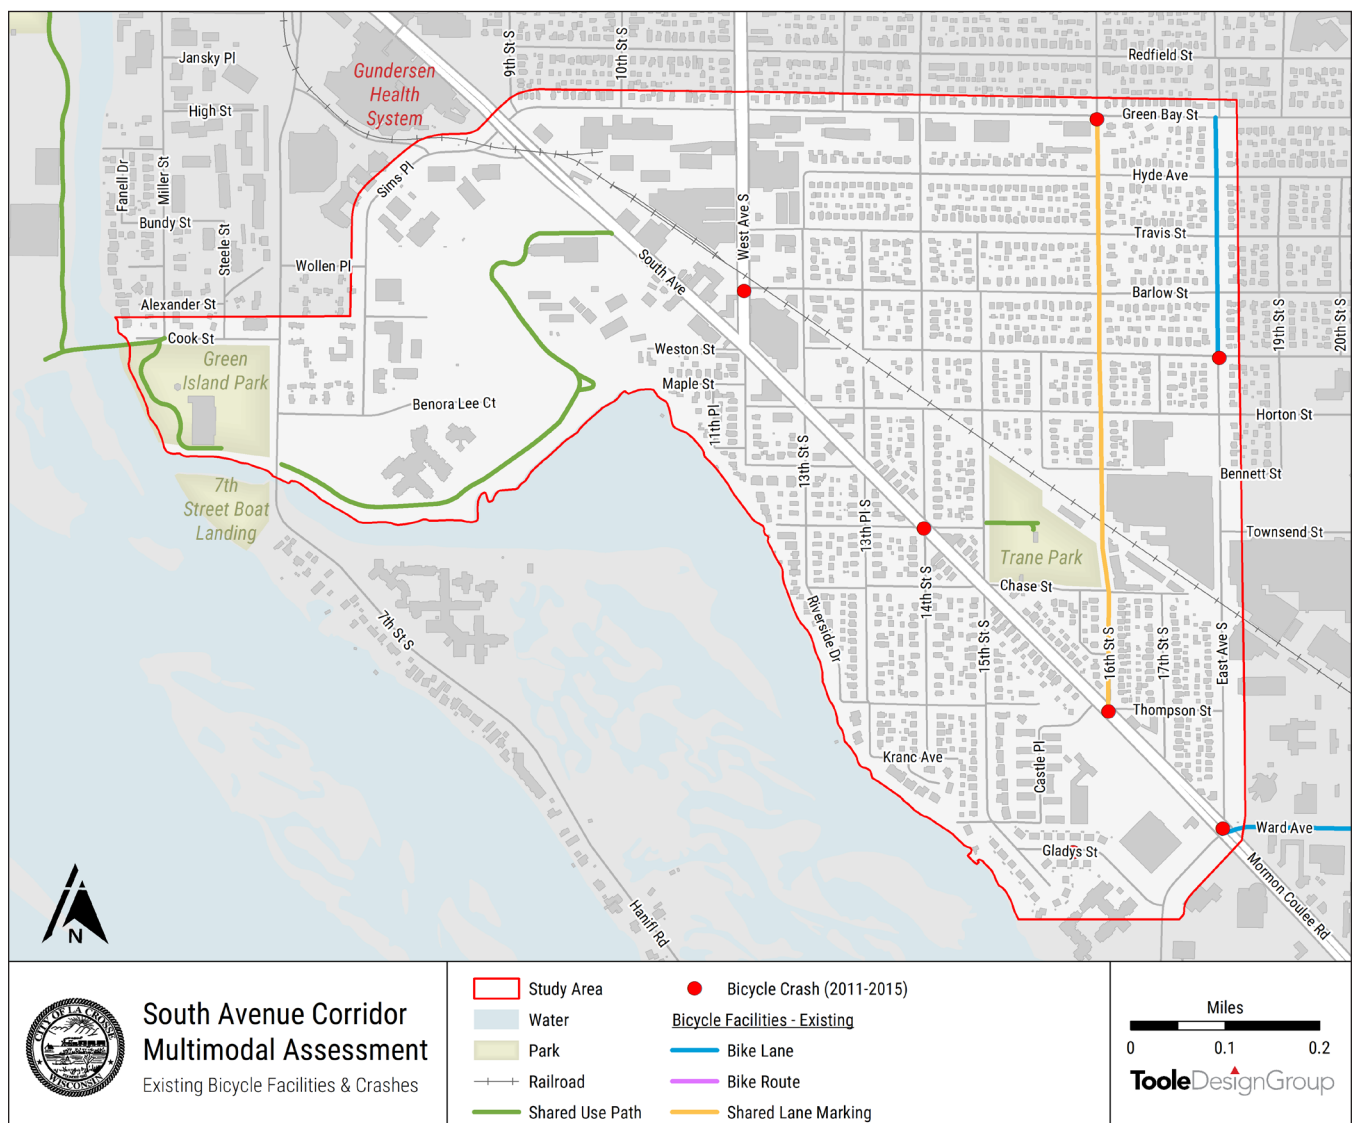 Jansky Pl
9th St S
10th St S
Redfield St
Gundersen
Health
System
High St
Green Bay St
Farnell Dr
Miller St
Sims Pl
Hyde Ave
Bundy St
Steele St
West Ave S
Travis St
Wollen Pl
South Ave
Barlow St
Alexander St
19th St S
20th St S
Cook St
Weston St
Green
Island Park
Maple St
Benora Lee Ct
11th Pl
Horton St
13th St S
Bennett St
7th
Street Boat
Landing
13th Pl S
Townsend St
Trane Park
Chase St
14th St S
Riverside Dr
7th St S
15th St S
16th St S
17th St S
East Ave S
Thompson St
Kranc Ave
Castle Pl
Ward Ave
Gladys St
Mormon Coulee Rd
Hanifl Rd
N
CITY OF LA CROSSE
WISCONSIN
South Avenue Corridor
Multimodal Assessment
Existing Bicycle Facilities & Crashes
Study Area
Water
Park
Railroad
Shared Use Path
Bicycle Crash (2011-2015)
Bicycle Facilities - Existing
Bike Lane
Bike Route
Shared Lane Marking
Miles
0 0.1 0.2
TooleDesignGroup